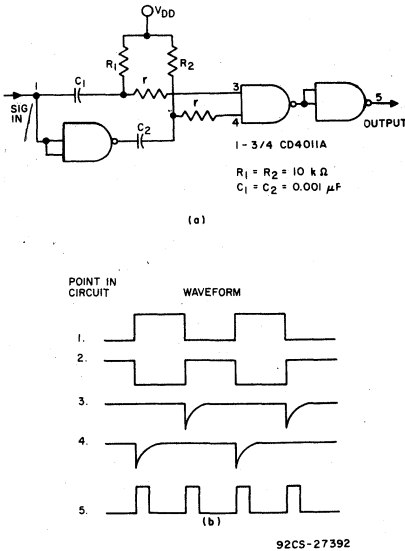 VDD
R1
R2
1
C1
r
3
SIG
IN
r
4
5
OUTPUT
C2
1 - 3/4 CD4011A
R1 = R2 = 10 kΩ
C1 = C2 = 0.001 µF
(a)
POINT IN
CIRCUIT
WAVEFORM
1.
2.
3.
4.
5.
(b)
92CS-27392